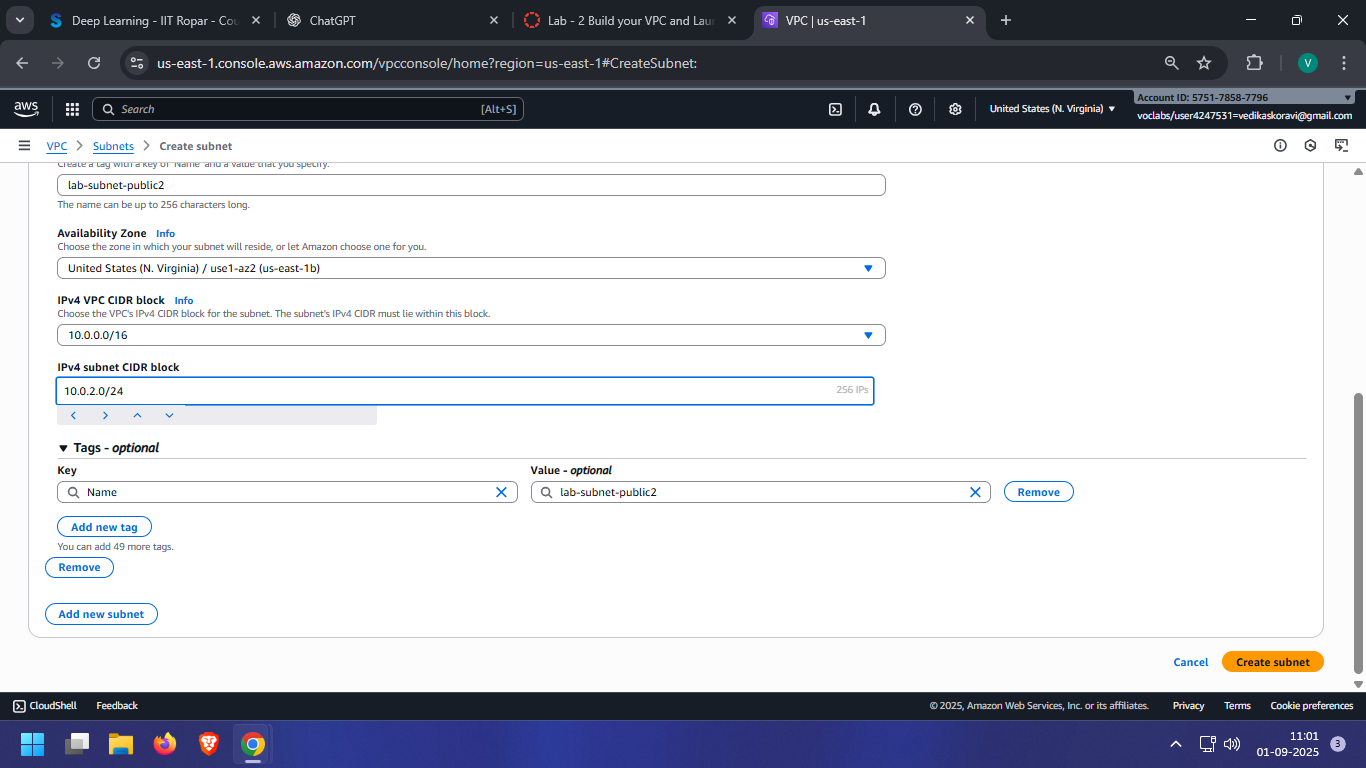 Deep Learning - IIT Ropar - Cou
ChatGPT
Lab - 2 Build your VPC and Lau
VPC | us-east-1
us-east-1.console.aws.amazon.com/vpcconsole/home?region=us-east-1#CreateSubnet:
V
aws
Search
[Alt+S]
United States (N. Virginia)
Account ID: 5751-7858-7796
voclabs/user4247531=vedikaskoravi@gmail.com
VPC
Subnets
Create subnet
Create a tag with a key of 'Name' and a value that you specify.
lab-subnet-public2
The name can be up to 256 characters long.
Availability Zone Info
Choose the zone in which your subnet will reside, or let Amazon choose one for you.
United States (N. Virginia) / use1-az2 (us-east-1b)
IPv4 VPC CIDR block Info
Choose the VPC's IPv4 CIDR block for the subnet. The subnet's IPv4 CIDR must lie within this block.
10.0.0.0/16
IPv4 subnet CIDR block
10.0.2.0/24
256 IPs
Tags - optional
Key
Value - optional
Name
lab-subnet-public2
Remove
Add new tag
You can add 49 more tags.
Remove
Add new subnet
Cancel
Create subnet
CloudShell
Feedback
© 2025, Amazon Web Services, Inc. or its affiliates.
Privacy
Terms
Cookie preferences
11:01
01-09-2025
3